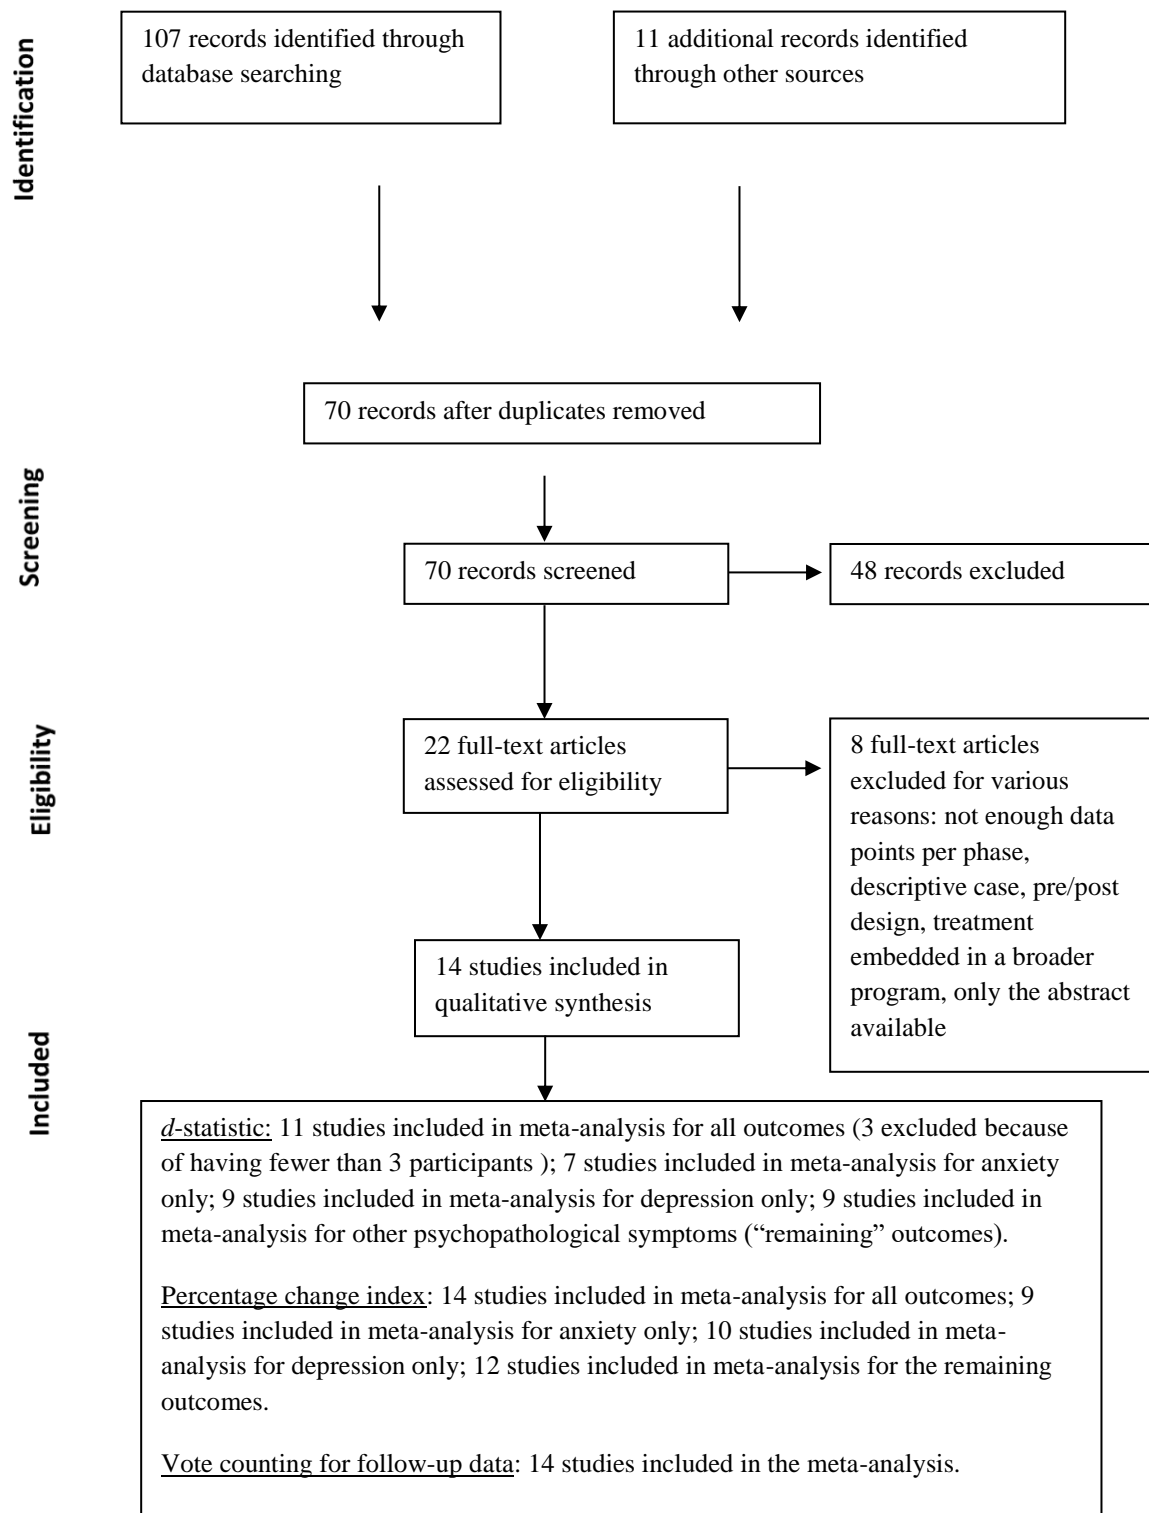 Identification
107 records identified through
database searching
11 additional records identified
through other sources
70 records after duplicates removed
Screening
70 records screened
48 records excluded
Eligibility
22 full-text articles
assessed for eligibility
8 full-text articles
excluded for various
reasons: not enough data
points per phase,
descriptive case, pre/post
design, treatment
embedded in a broader
program, only the abstract
available
14 studies included in
qualitative synthesis
Included
d-statistic: 11 studies included in meta-analysis for all outcomes (3 excluded because
of having fewer than 3 participants ); 7 studies included in meta-analysis for anxiety
only; 9 studies included in meta-analysis for depression only; 9 studies included in
meta-analysis for other psychopathological symptoms (“remaining” outcomes).
Percentage change index: 14 studies included in meta-analysis for all outcomes; 9
studies included in meta-analysis for anxiety only; 10 studies included in meta-
analysis for depression only; 12 studies included in meta-analysis for the remaining
outcomes.
Vote counting for follow-up data: 14 studies included in the meta-analysis.